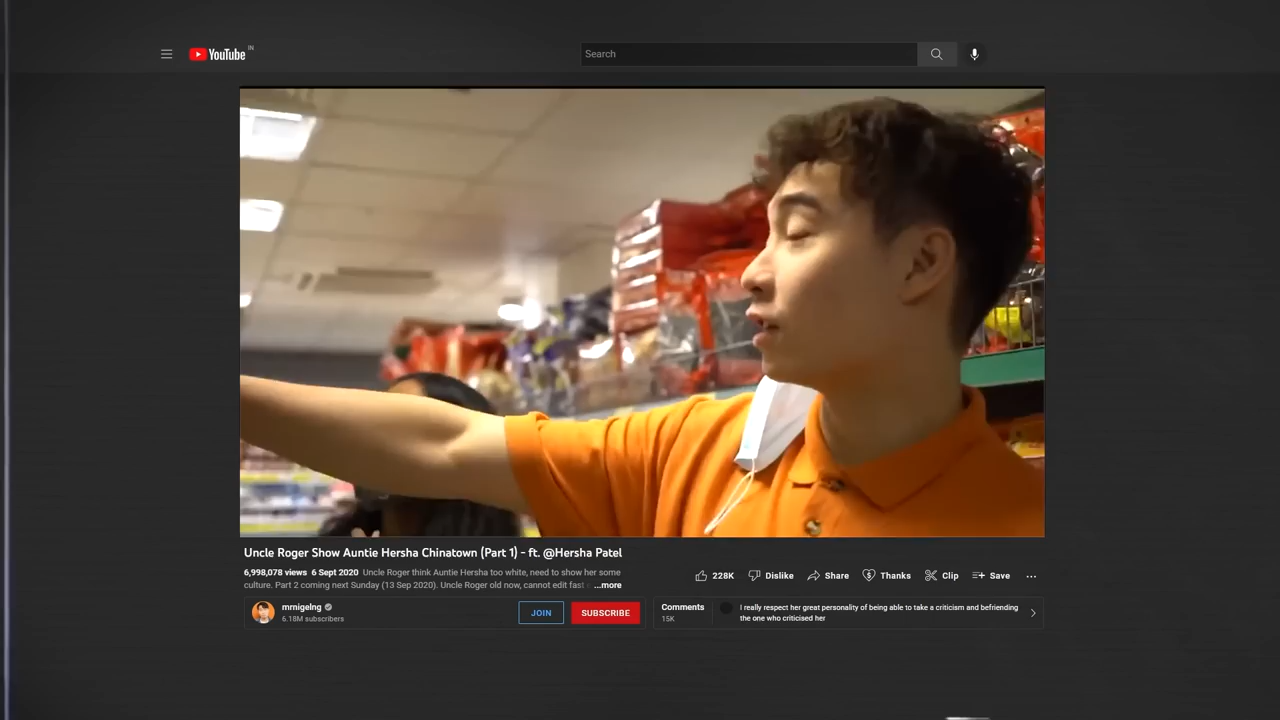 YouTube IN
Search
Uncle Roger Show Auntie Hersha Chinatown (Part 1) - ft. @Hersha Patel
6,998,078 views 6 Sept 2020 Uncle Roger think Auntie Hersha too white, need to show her some
culture. Part 2 coming next Sunday (13 Sep 2020). Uncle Roger old now, cannot edit fast ...more
228K Dislike Share Thanks Clip Save
mrnigelng
6.18M subscribers
JOIN SUBSCRIBE
Comments
15K
I really respect her great personality of being able to take a criticism and befriending
the one who criticised her